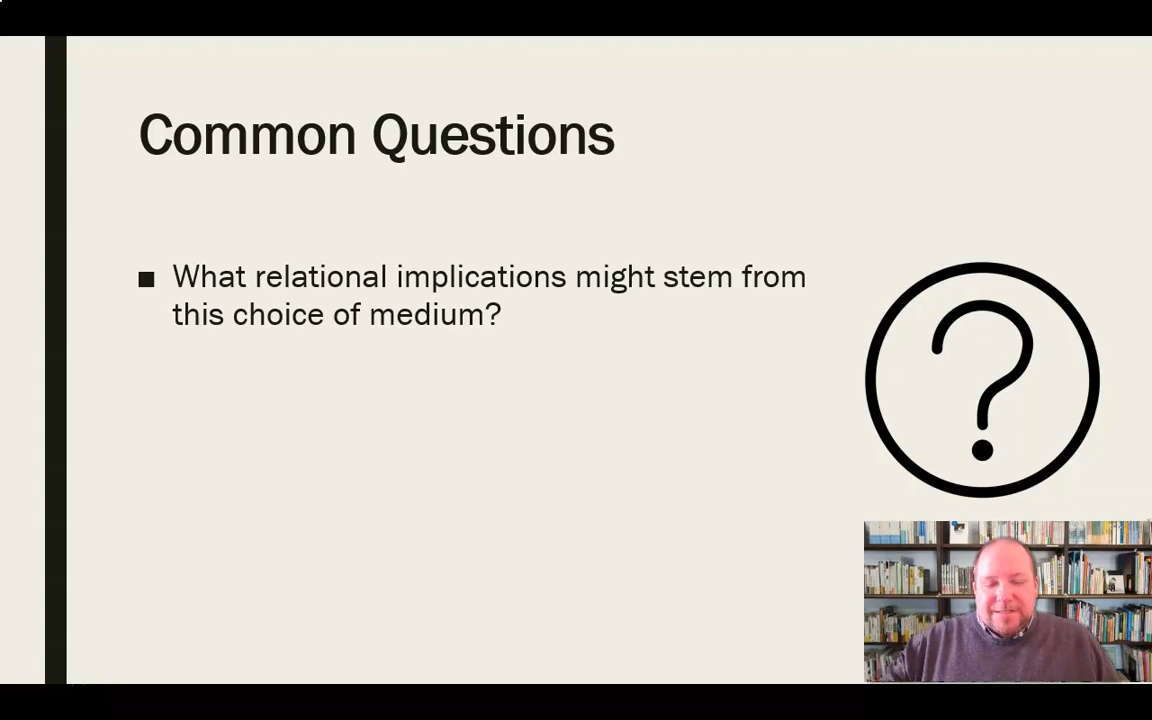 Common Questions
What relational implications might stem from
this choice of medium?